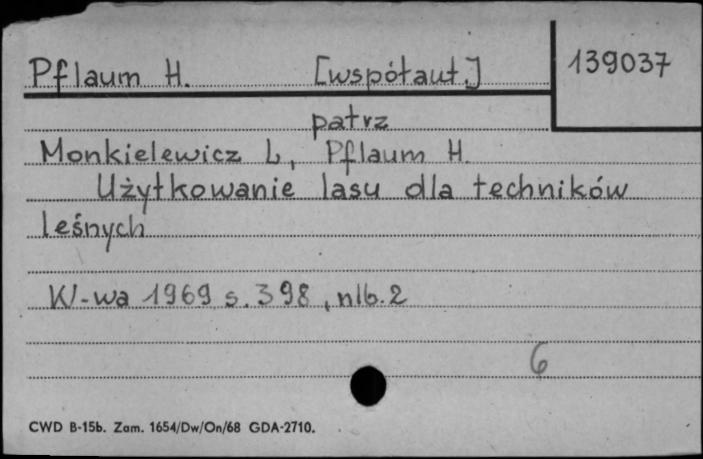 Pflaum H. [współaut.] 139037
patrz
Monkielewicz L, Pflaum H.
Użytkowanie lasu dla techników
leśnych
W-wa 1969 s. 398, nlb. 2
6
CWD B-15b. Zam. 1654/Dw/On/68 GDA-2710.